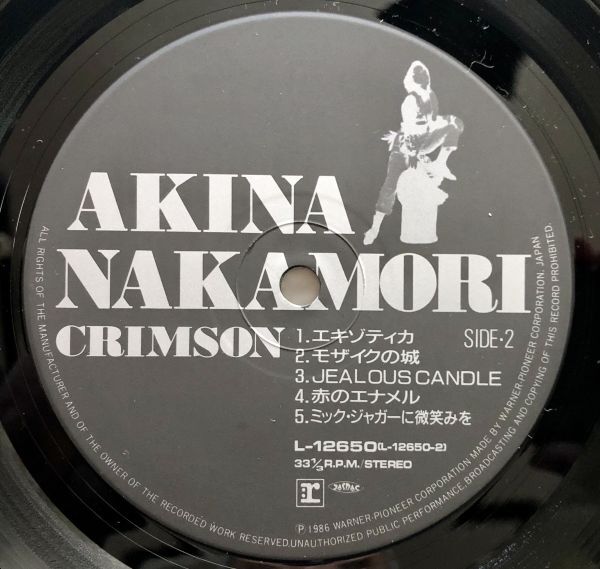 AKINA
NAKAMORI
CRIMSON
SIDE•2
1.エキゾティカ
2.モザイクの城
3.JEALOUS CANDLE
4.赤のエナメル
5.ミック・ジャガーに微笑みを
L-12650(L-12650-2)
33⅓R.P.M./STEREO
r
Ⓟ1986 WARNER-PIONEER CORPORATION
ALL RIGHTS OF THE MANUFACTURER AND OF THE OWNER OF THE RECORDED WORK RESERVED.UNAUTHORIZED PUBLIC PERFORMANCE,BROADCASTING AND COPYING OF THIS RECORD PROHIBITED.
MADE BY WARNER-PIONEER CORPORATION, JAPAN